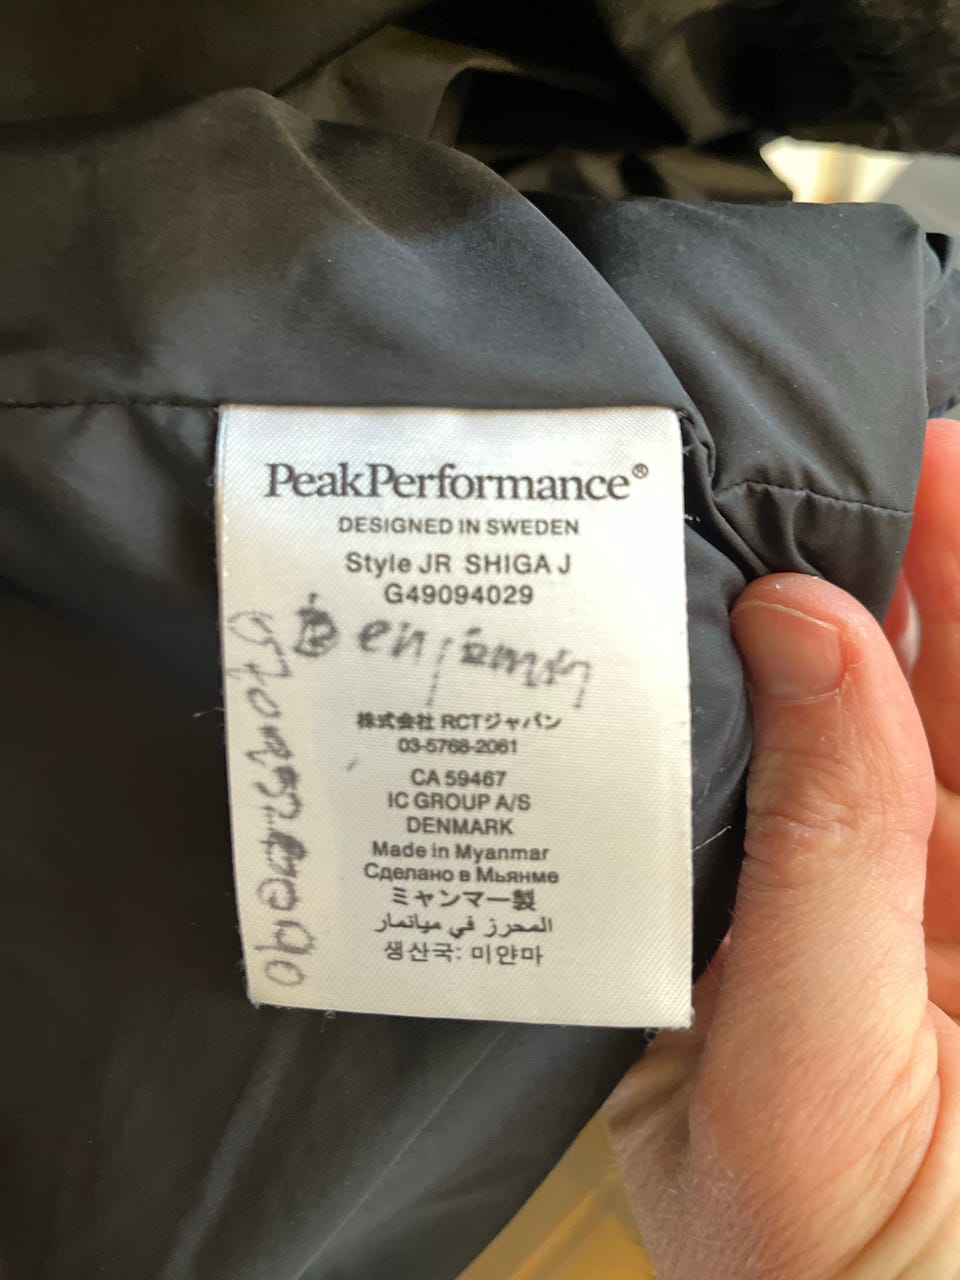 PeakPerformance®
DESIGNED IN SWEDEN
Style JR SHIGA J
G49094029
Benjamin
株式会社 RCTジャパン
03-5768-2061
CA 59467
IC GROUP A/S
DENMARK
Made in Myanmar
Сделано в Мьянме
ミャンマー製
المحرز في ميانمار
생산국: 미얀마